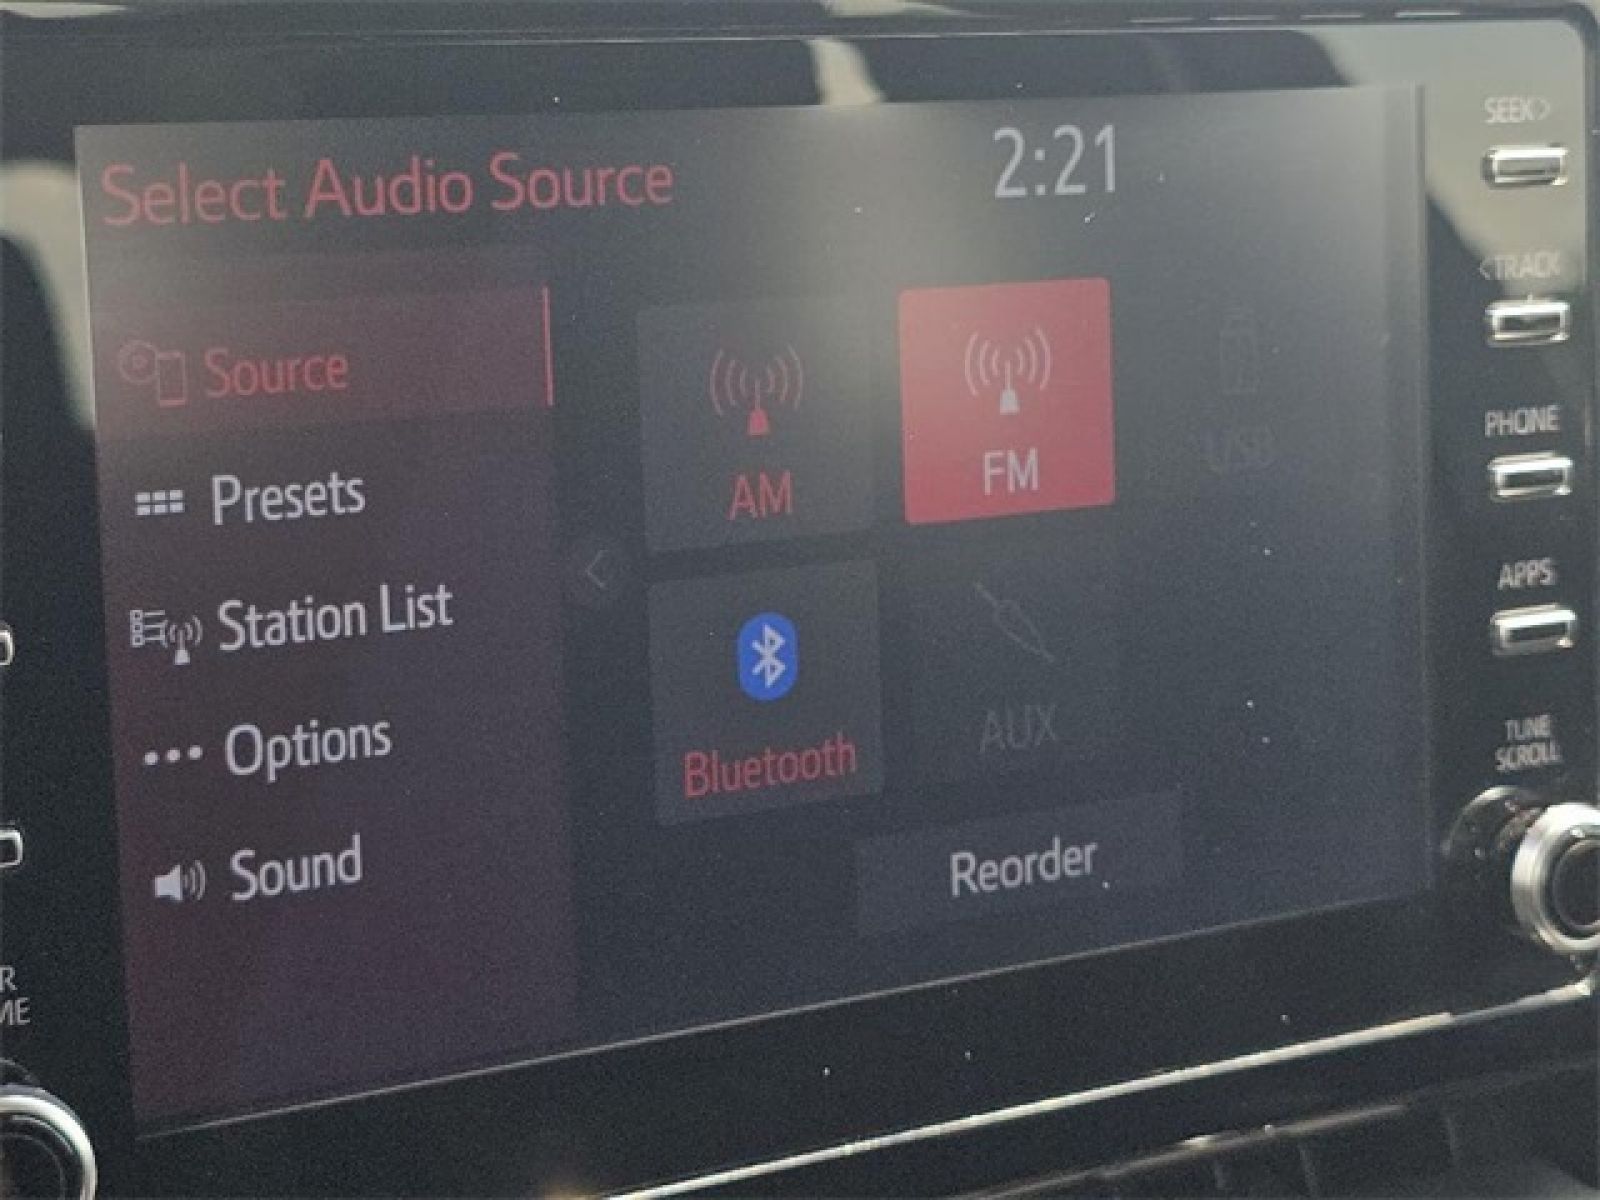 Select Audio Source
2:21
Source
Presets
Station List
Options
Sound
AM
FM
USB
Bluetooth
AUX
Reorder
SEEK>
<TRACK
PHONE
APPS
TUNE
SCROLL